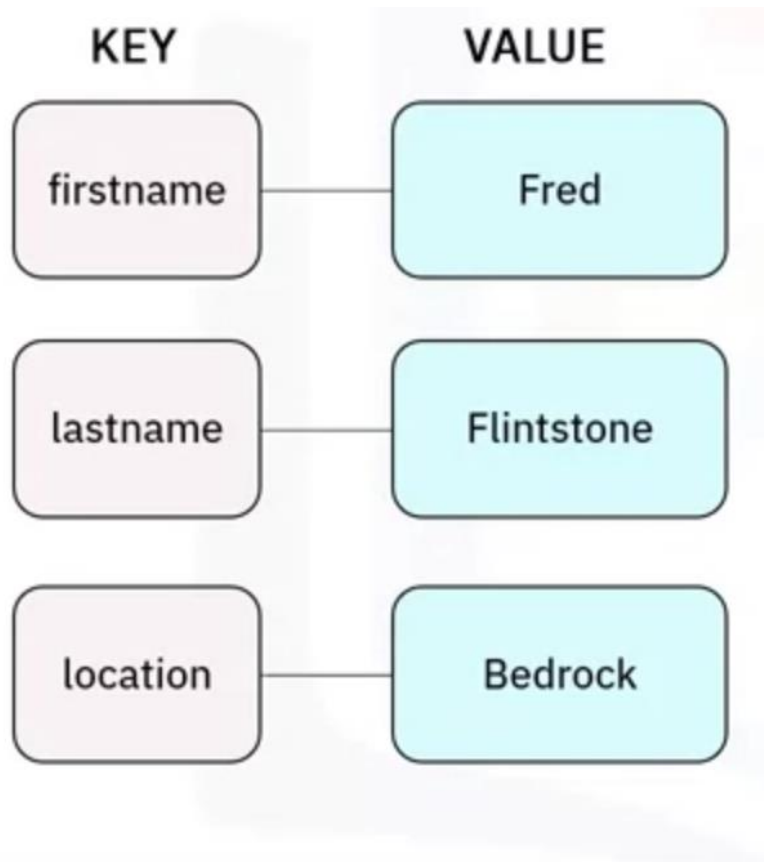 KEY VALUE
firstname Fred
lastname Flintstone
location Bedrock